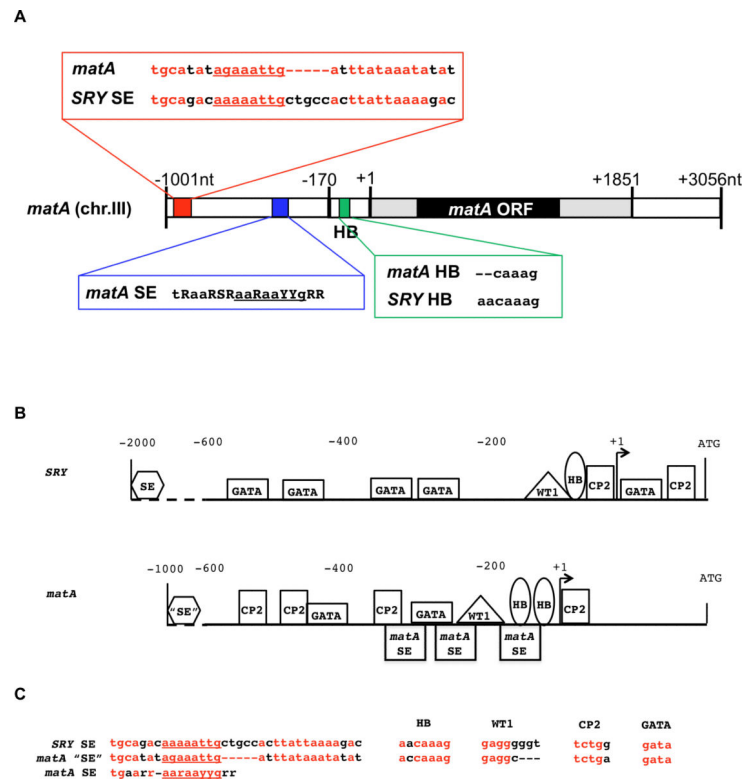 A
matA tgcatatagaaattg-----atttataaatatat
SRY SE tgcagacaaaaattgctgccacttattaaaagac
-1001nt -170 +1 +1851 +3056nt
matA (chr.III) matA ORF
HB
matA SE tRaaRSRaaRaaYYgRR
matA HB --caaag
SRY HB aacaaag
B
-2000 -600 -400 -200 +1 ATG
SRY
SE GATA GATA GATA GATA WT1 HB CP2 GATA CP2
-1000 -600 -400 -200 +1 ATG
matA
"SE" CP2 CP2 GATA CP2 GATA WT1 HB HB CP2
matA SE matA SE matA SE
C
HB WT1 CP2 GATA
SRY SE tgcagacaaaaattgctgccacttattaaaagac aacaaag gaggggggt tctgg gata
matA "SE" tgcatatagaaattg-----atttataaatatat accaaag gaggc--- tctga gata
matA SE tgaarr-aaraayygrr